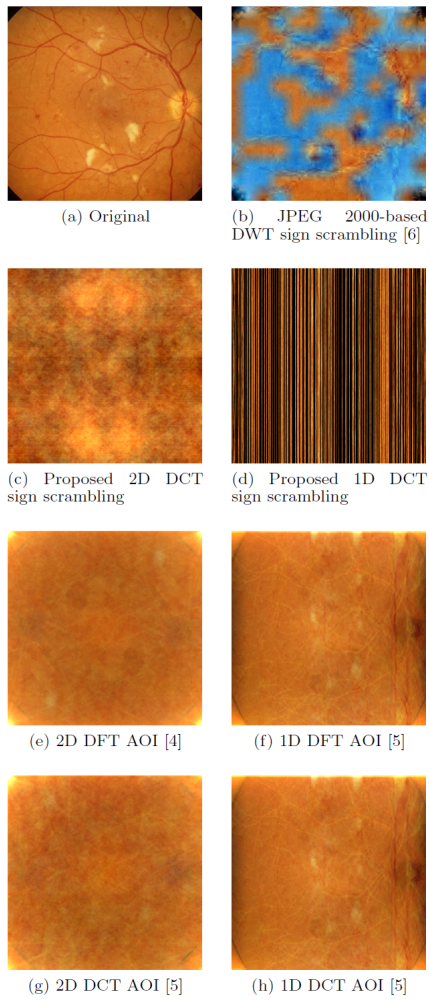 (a) Original
(b) JPEG 2000-based
DWT sign scrambling [6]
(c) Proposed 2D DCT
sign scrambling
(d) Proposed 1D DCT
sign scrambling
(e) 2D DFT AOI [4]
(f) 1D DFT AOI [5]
(g) 2D DCT AOI [5]
(h) 1D DCT AOI [5]